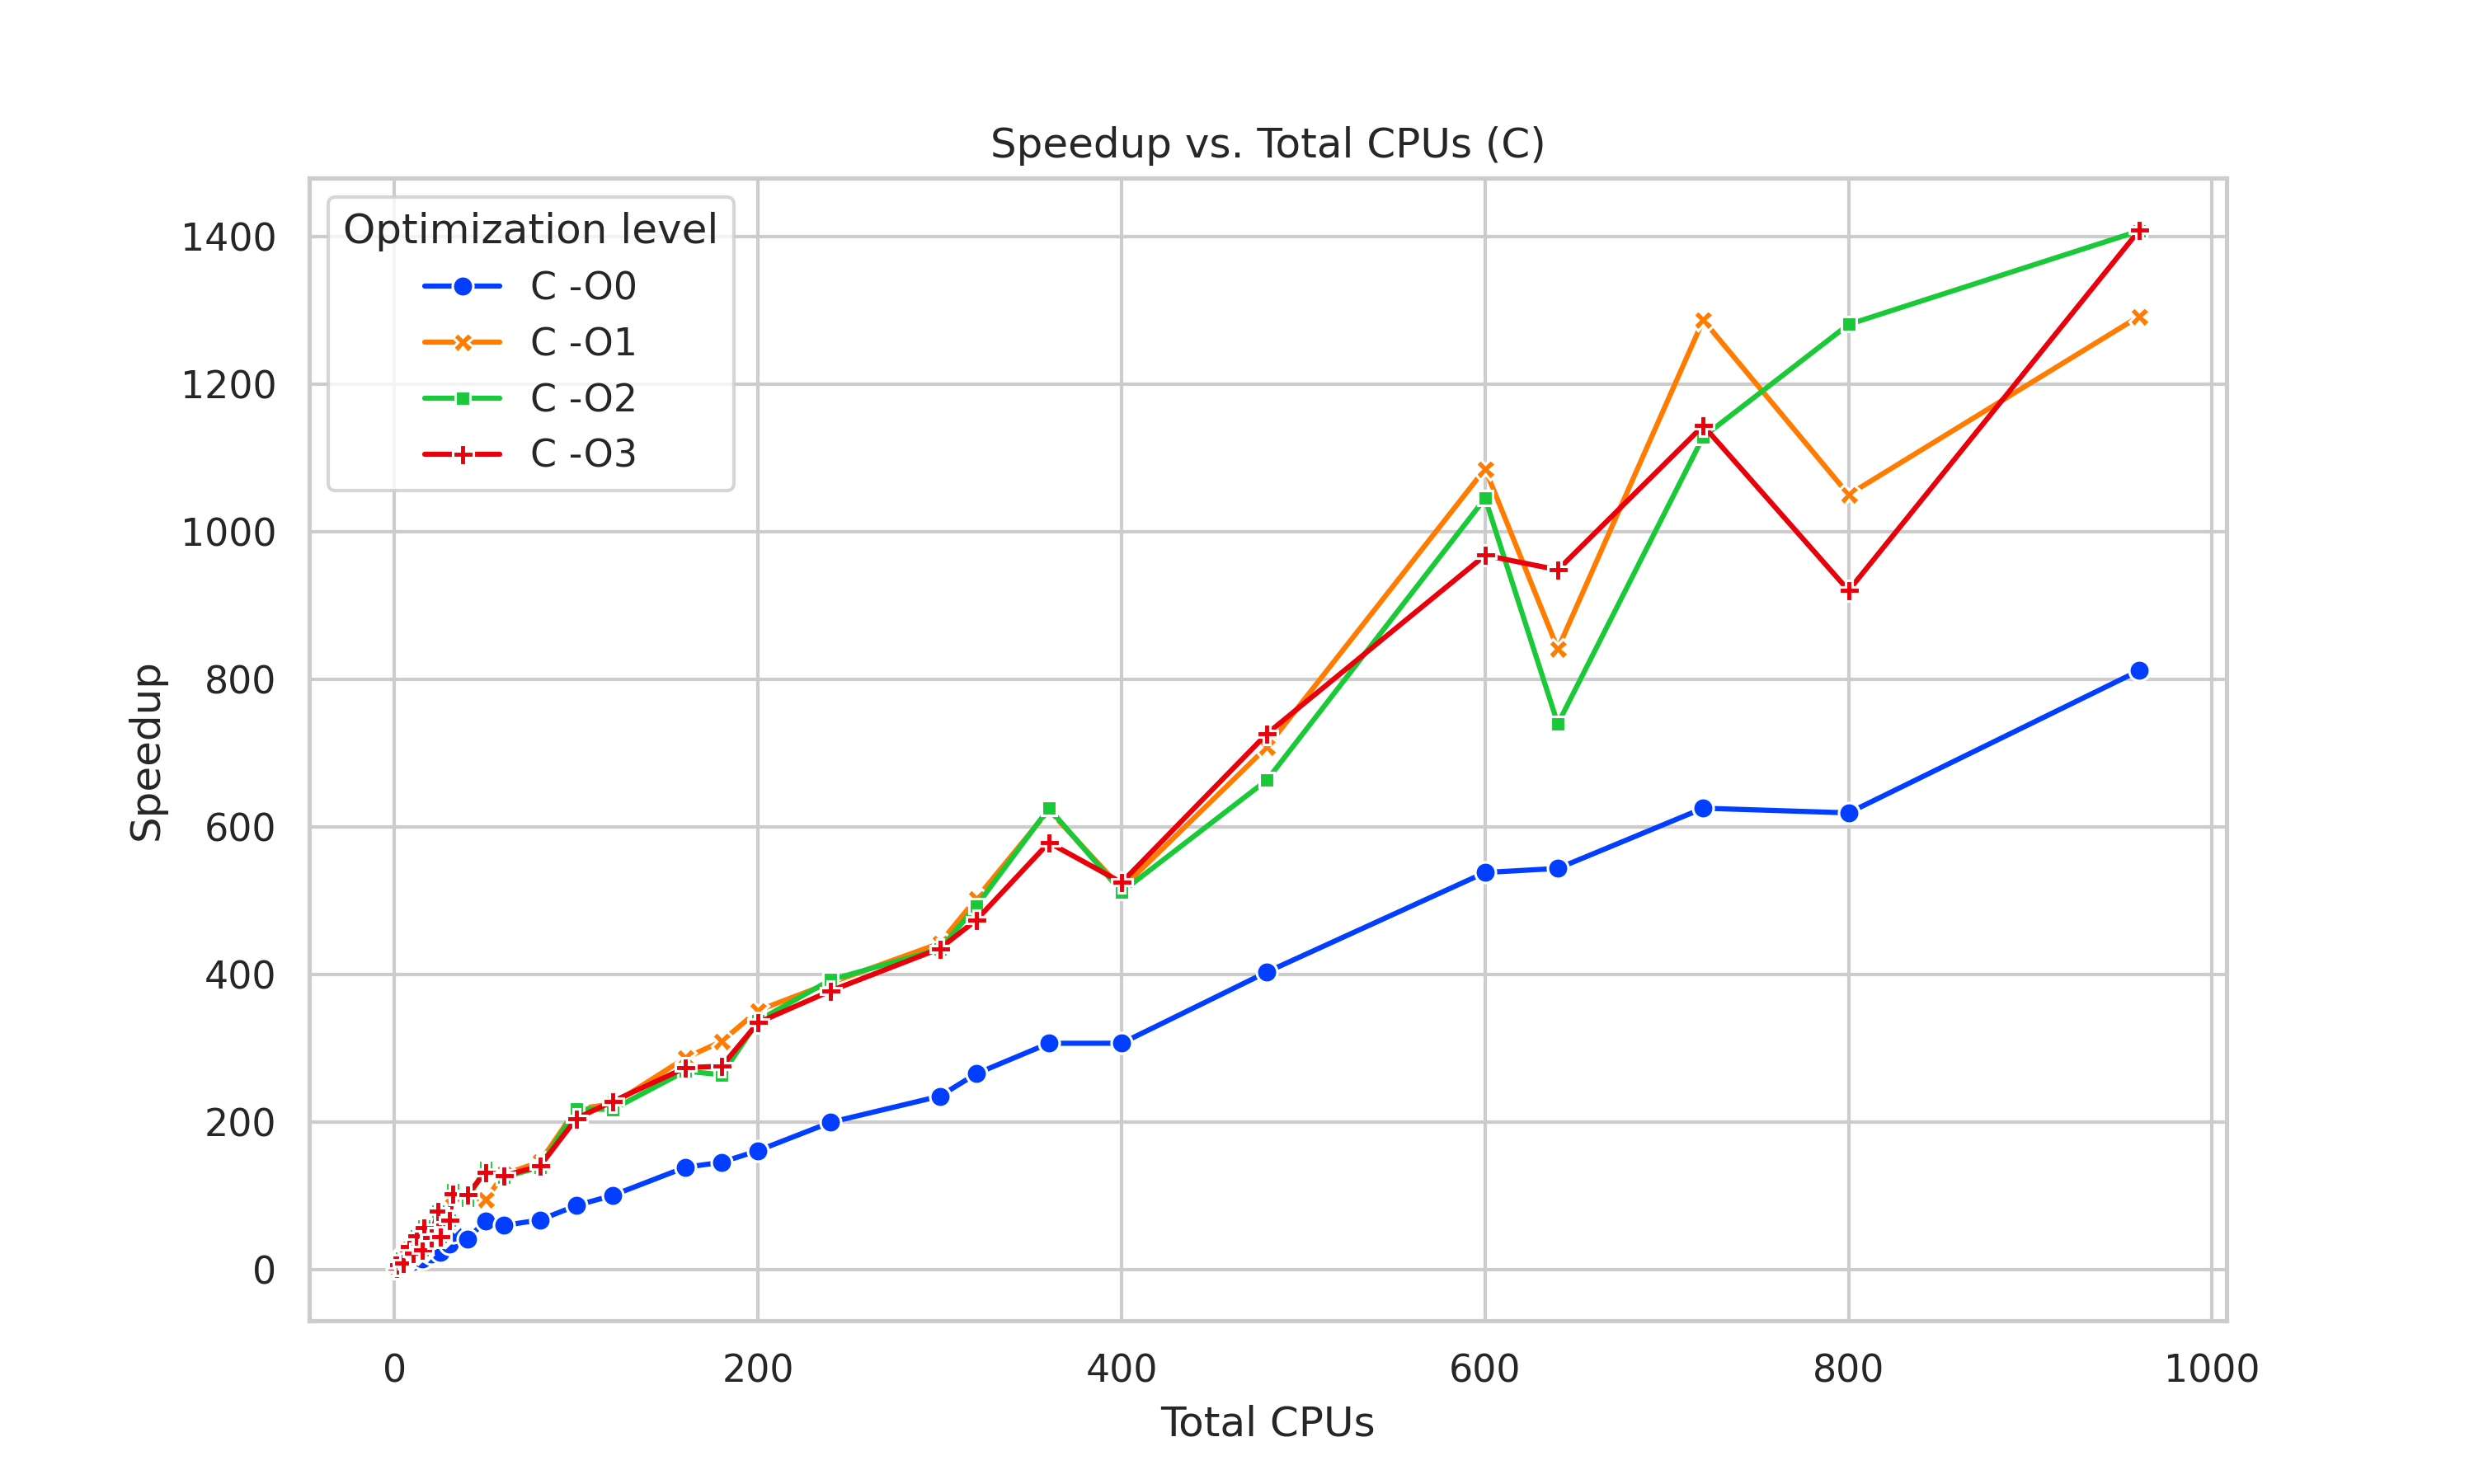 Speedup vs. Total CPUs (C)
Optimization level
C -O0
C -O1
C -O2
C -O3
1400
1200
1000
800
600
400
200
0
Speedup
0 200 400 600 800 1000
Total CPUs